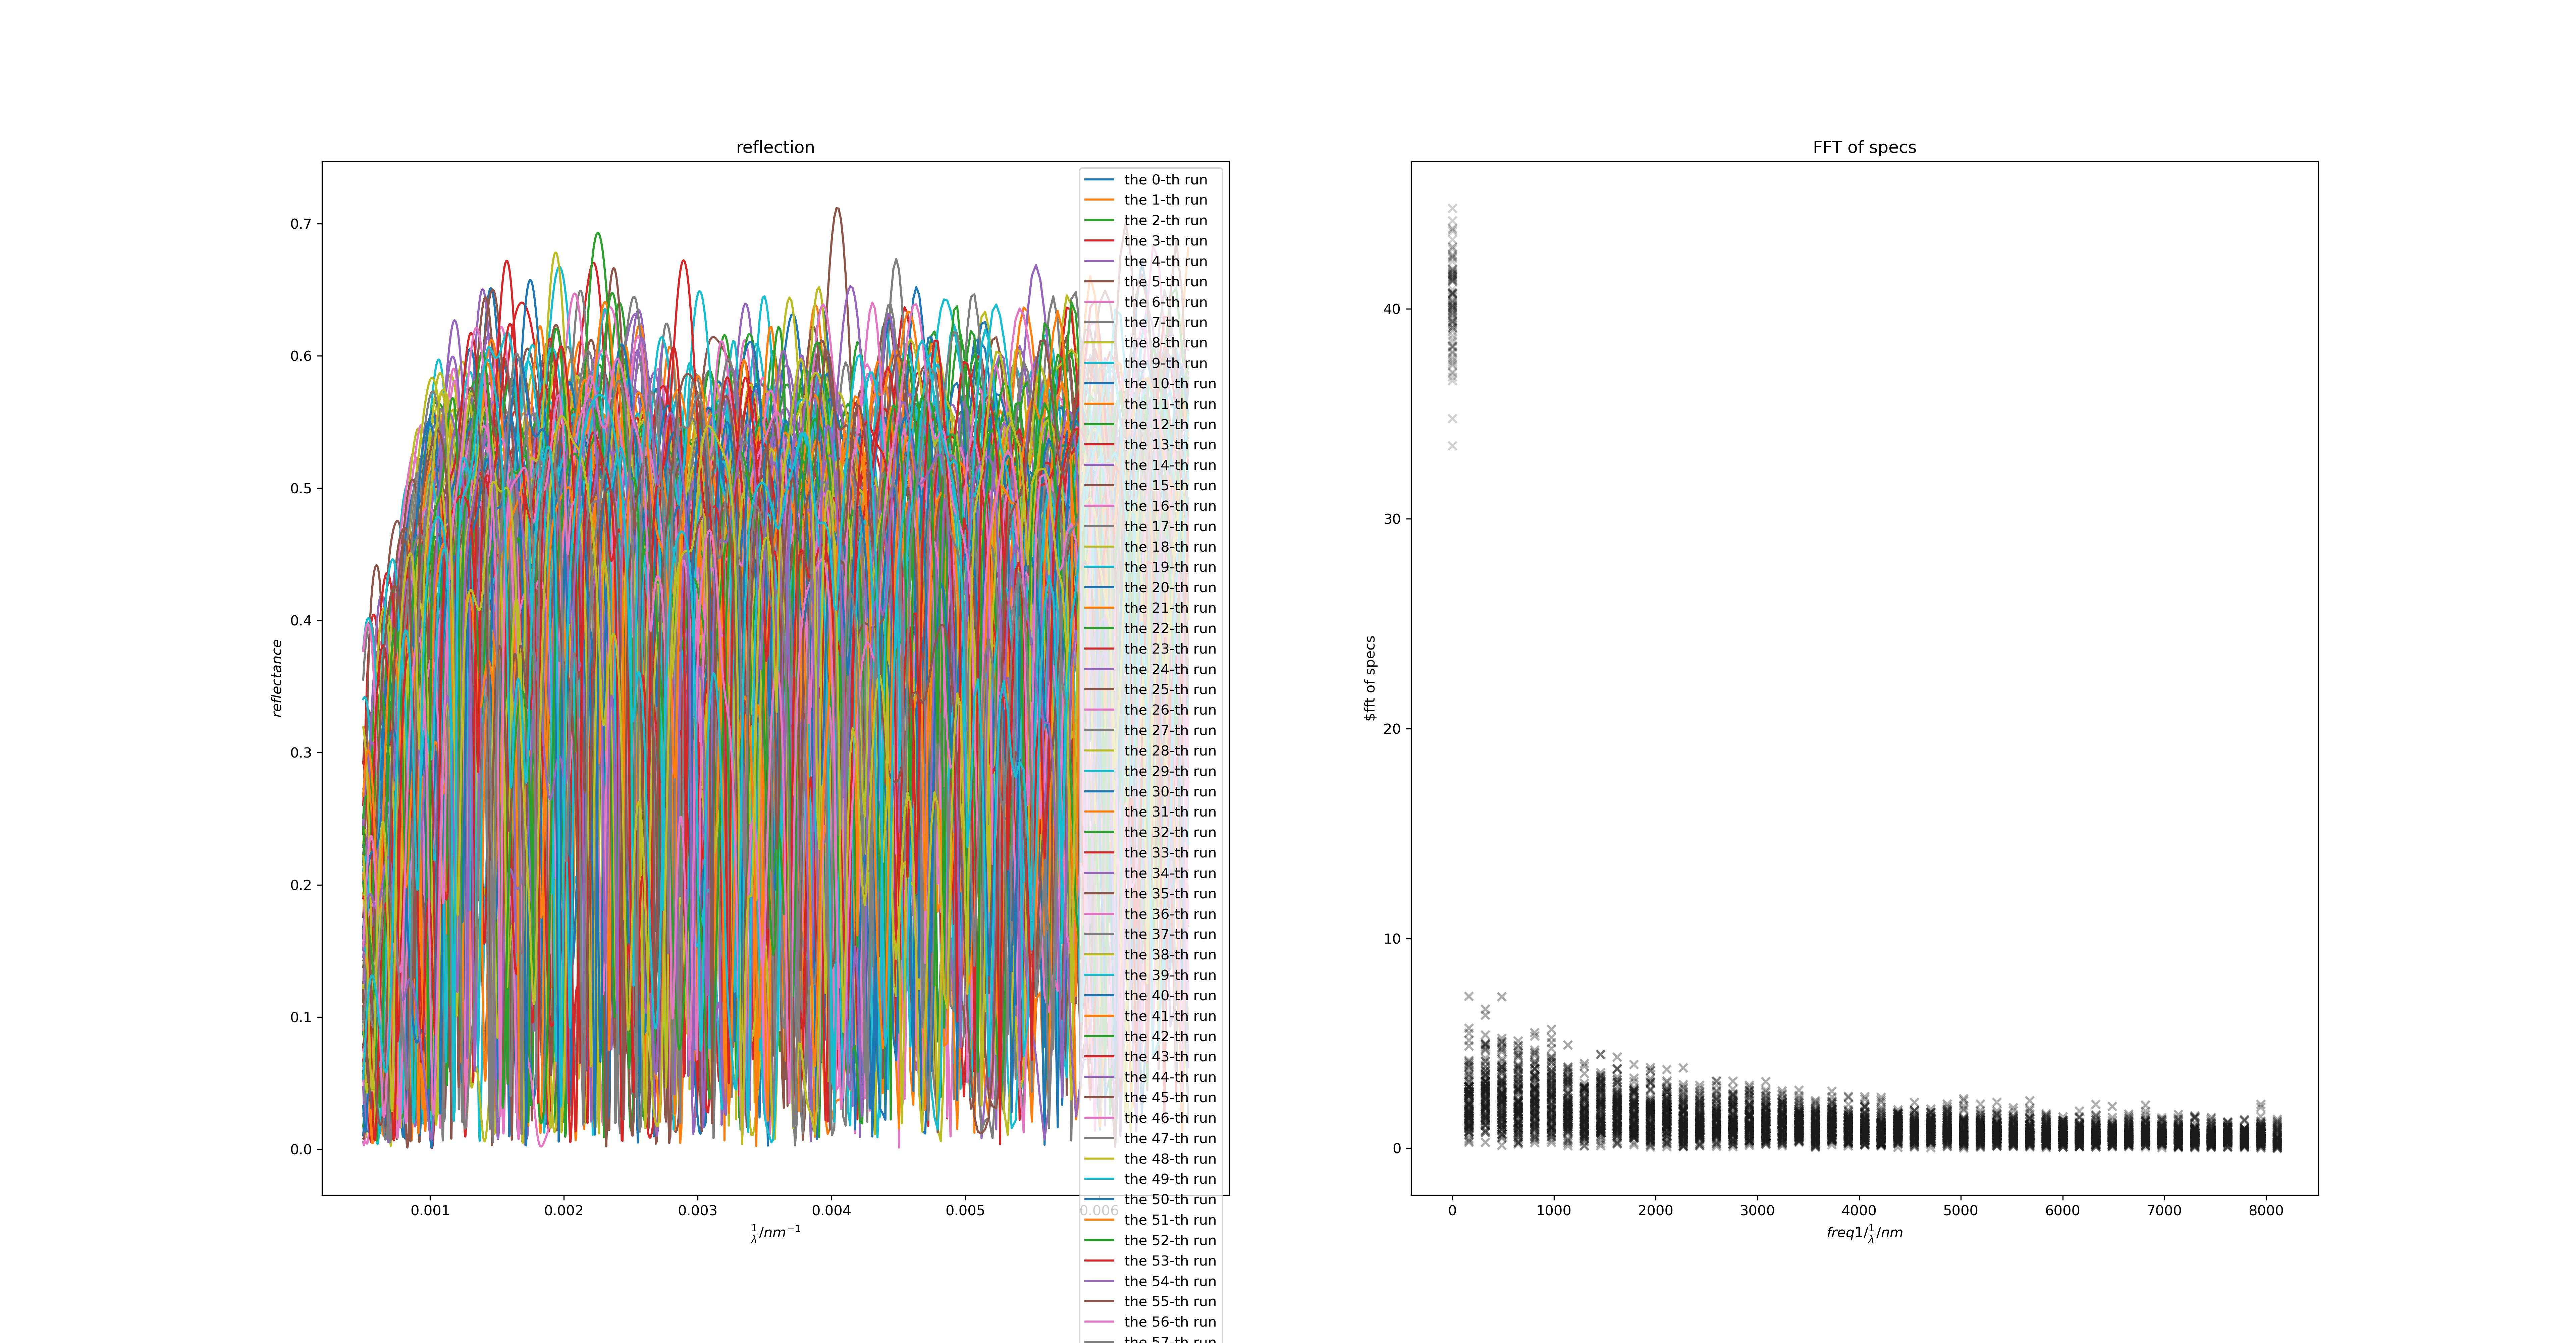 reflection
0.7
0.6
0.5
0.4
0.3
0.2
0.1
0.0
reflectance
0.001 0.002 0.003 0.004 0.005 0.006
1/λ /nm⁻¹
the 0-th run
the 1-th run
the 2-th run
the 3-th run
the 4-th run
the 5-th run
the 6-th run
the 7-th run
the 8-th run
the 9-th run
the 10-th run
the 11-th run
the 12-th run
the 13-th run
the 14-th run
the 15-th run
the 16-th run
the 17-th run
the 18-th run
the 19-th run
the 20-th run
the 21-th run
the 22-th run
the 23-th run
the 24-th run
the 25-th run
the 26-th run
the 27-th run
the 28-th run
the 29-th run
the 30-th run
the 31-th run
the 32-th run
the 33-th run
the 34-th run
the 35-th run
the 36-th run
the 37-th run
the 38-th run
the 39-th run
the 40-th run
the 41-th run
the 42-th run
the 43-th run
the 44-th run
the 45-th run
the 46-th run
the 47-th run
the 48-th run
the 49-th run
the 50-th run
the 51-th run
the 52-th run
the 53-th run
the 54-th run
the 55-th run
the 56-th run
the 57-th run
FFT of specs
40
30
20
10
0
$fft of specs
0 1000 2000 3000 4000 5000 6000 7000 8000
freq1/1/λ/nm